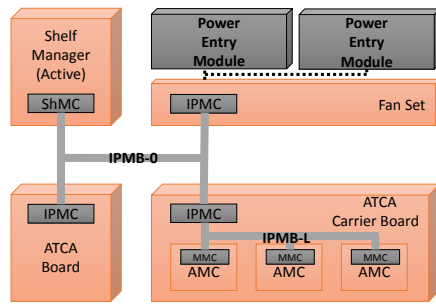 Shelf
Manager
(Active)
ShMC
Power
Entry
Module
Power
Entry
Module
IPMC
Fan Set
IPMB-0
IPMC
ATCA
Board
IPMC
ATCA
Carrier Board
IPMB-L
MMC
AMC
MMC
AMC
MMC
AMC